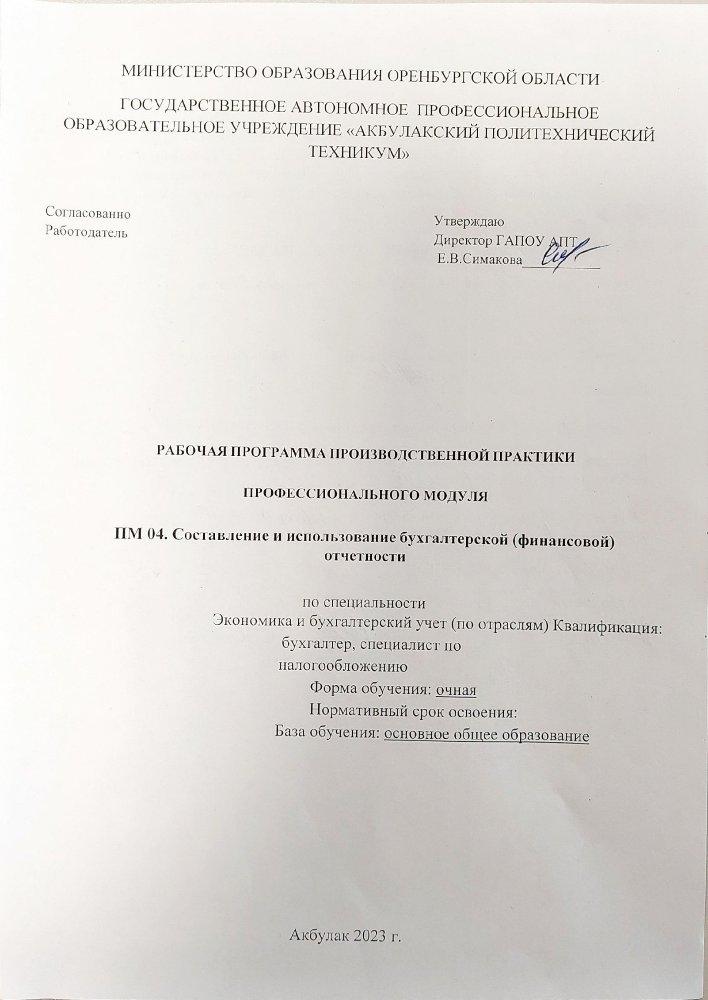 МИНИСТЕРСТВО ОБРАЗОВАНИЯ ОРЕНБУРГСКОЙ ОБЛАСТИ
ГОСУДАРСТВЕННОЕ АВТОНОМНОЕ ПРОФЕССИОНАЛЬНОЕ
ОБРАЗОВАТЕЛЬНОЕ УЧРЕЖДЕНИЕ «АКБУЛАКСКИЙ ПОЛИТЕХНИЧЕСКИЙ
ТЕХНИКУМ»
Согласованно
Работодатель
Утверждаю
Директор ГАПОУ АПТ
Е.В.Симакова
РАБОЧАЯ ПРОГРАММА ПРОИЗВОДСТВЕННОЙ ПРАКТИКИ
ПРОФЕССИОНАЛЬНОГО МОДУЛЯ
ПМ 04. Составление и использование бухгалтерской (финансовой)
отчетности
по специальности
Экономика и бухгалтерский учет (по отраслям) Квалификация:
бухгалтер, специалист по
налогообложению
Форма обучения: очная
Нормативный срок освоения:
База обучения: основное общее образование
Акбулак 2023 г.